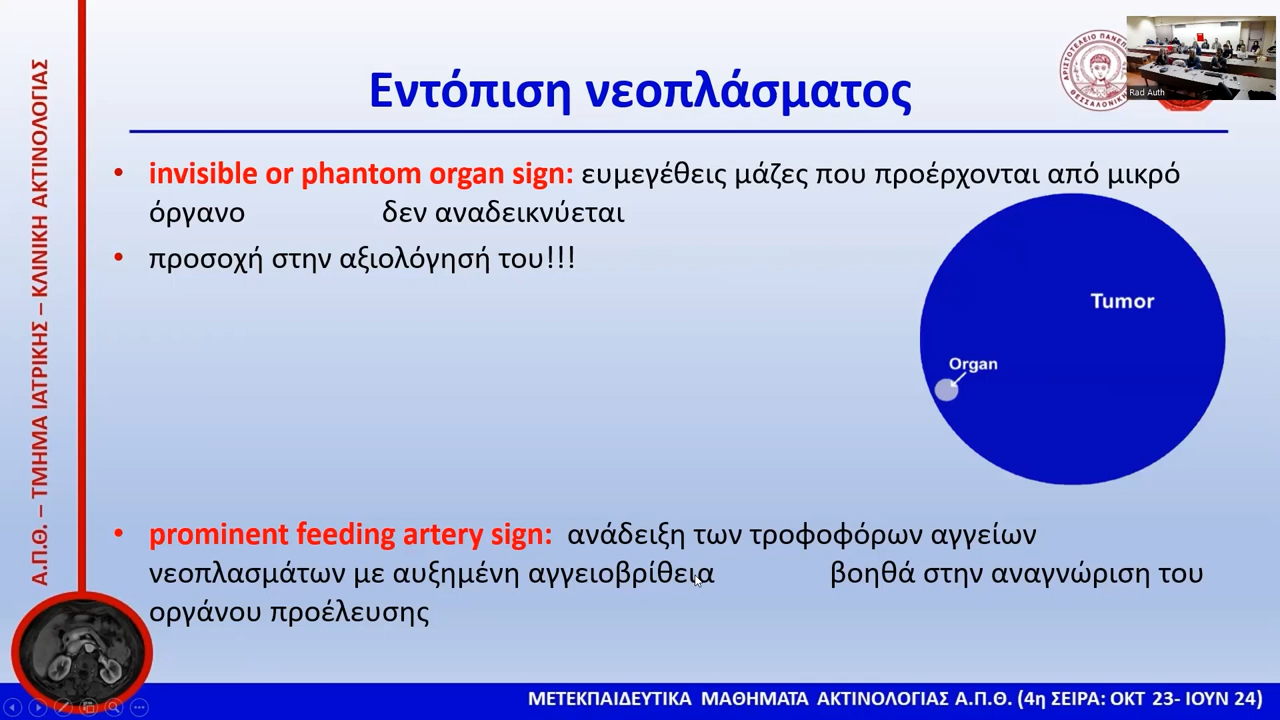 Α.Π.Θ. – ΤΜΗΜΑ ΙΑΤΡΙΚΗΣ – ΚΛΙΝΙΚΗ ΑΚΤΙΝΟΛΟΓΙΑΣ
Εντόπιση νεοπλάσματος
Rad Auth
• invisible or phantom organ sign: ευμεγέθεις μάζες που προέρχονται από μικρό
όργανο δεν αναδεικνύεται
• προσοχή στην αξιολόγησή του!!!
Tumor
Organ
• prominent feeding artery sign: ανάδειξη των τροφοφόρων αγγείων
νεοπλασμάτων με αυξημένη αγγειοβρίθεια βοηθά στην αναγνώριση του
οργάνου προέλευσης
ΜΕΤΕΚΠΑΙΔΕΥΤΙΚΑ ΜΑΘΗΜΑΤΑ ΑΚΤΙΝΟΛΟΓΙΑΣ Α.Π.Θ. (4η ΣΕΙΡΑ: ΟΚΤ 23- ΙΟΥΝ 24)